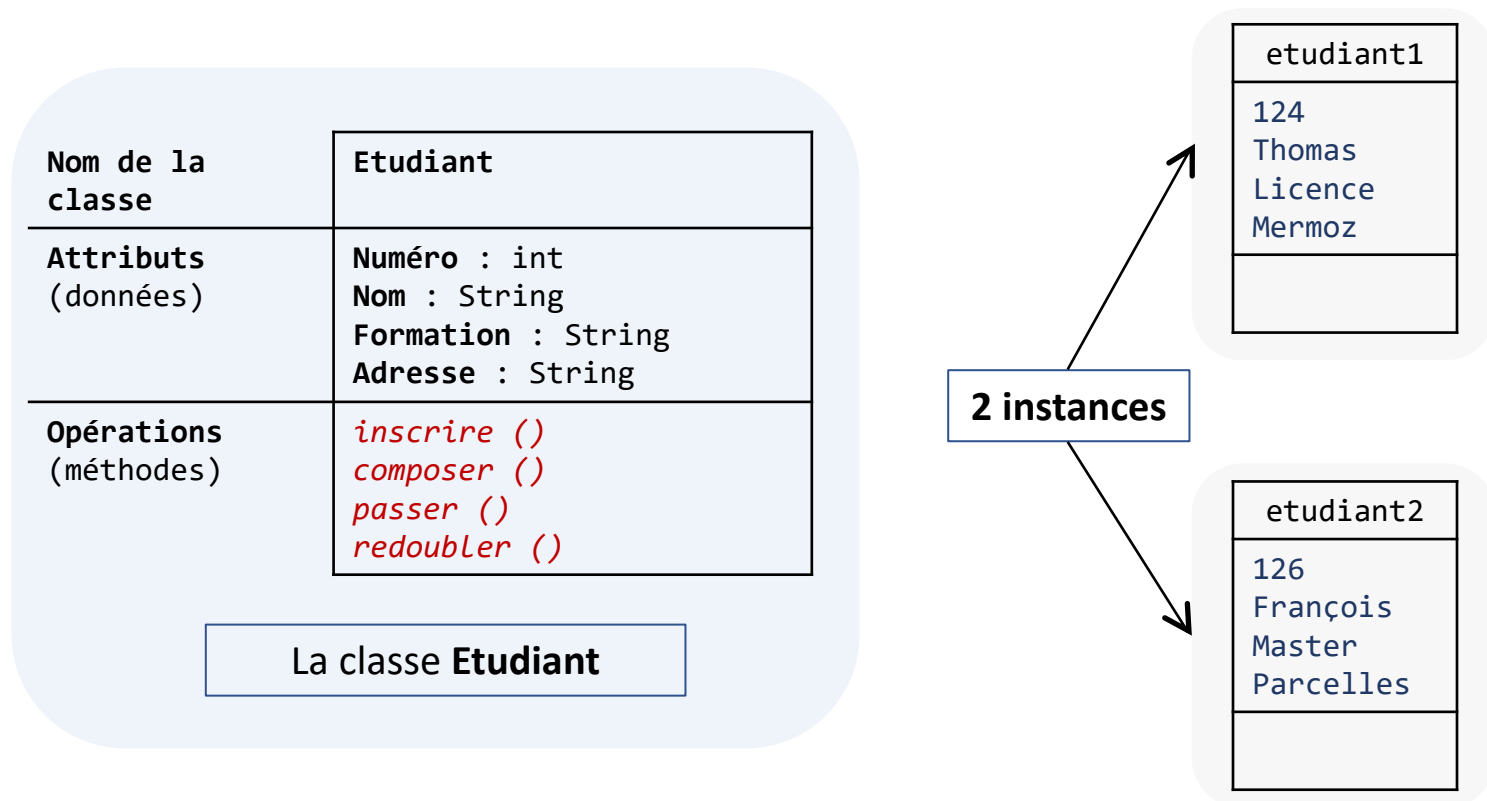 Nom de la
classe
Etudiant
Attributs
(données)
Numéro : int
Nom : String
Formation : String
Adresse : String
Opérations
(méthodes)
inscrire ()
composer ()
passer ()
redoubler ()
La classe Etudiant
2 instances
etudiant1
124
Thomas
Licence
Mermoz
etudiant2
126
François
Master
Parcelles